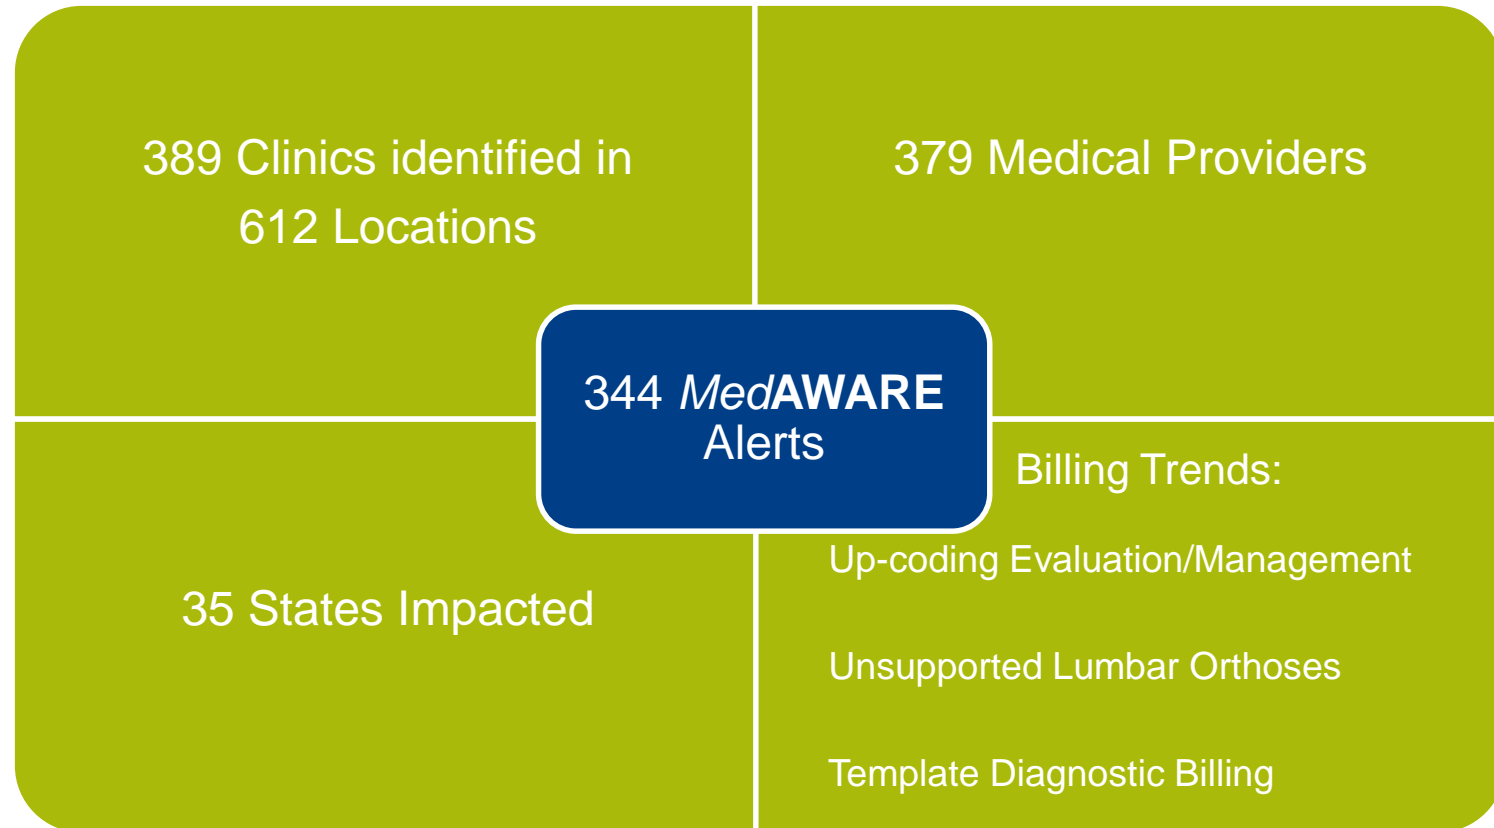 389 Clinics identified in
612 Locations
379 Medical Providers
344 MedAWARE
Alerts
35 States Impacted
Billing Trends:
Up-coding Evaluation/Management
Unsupported Lumbar Orthoses
Template Diagnostic Billing